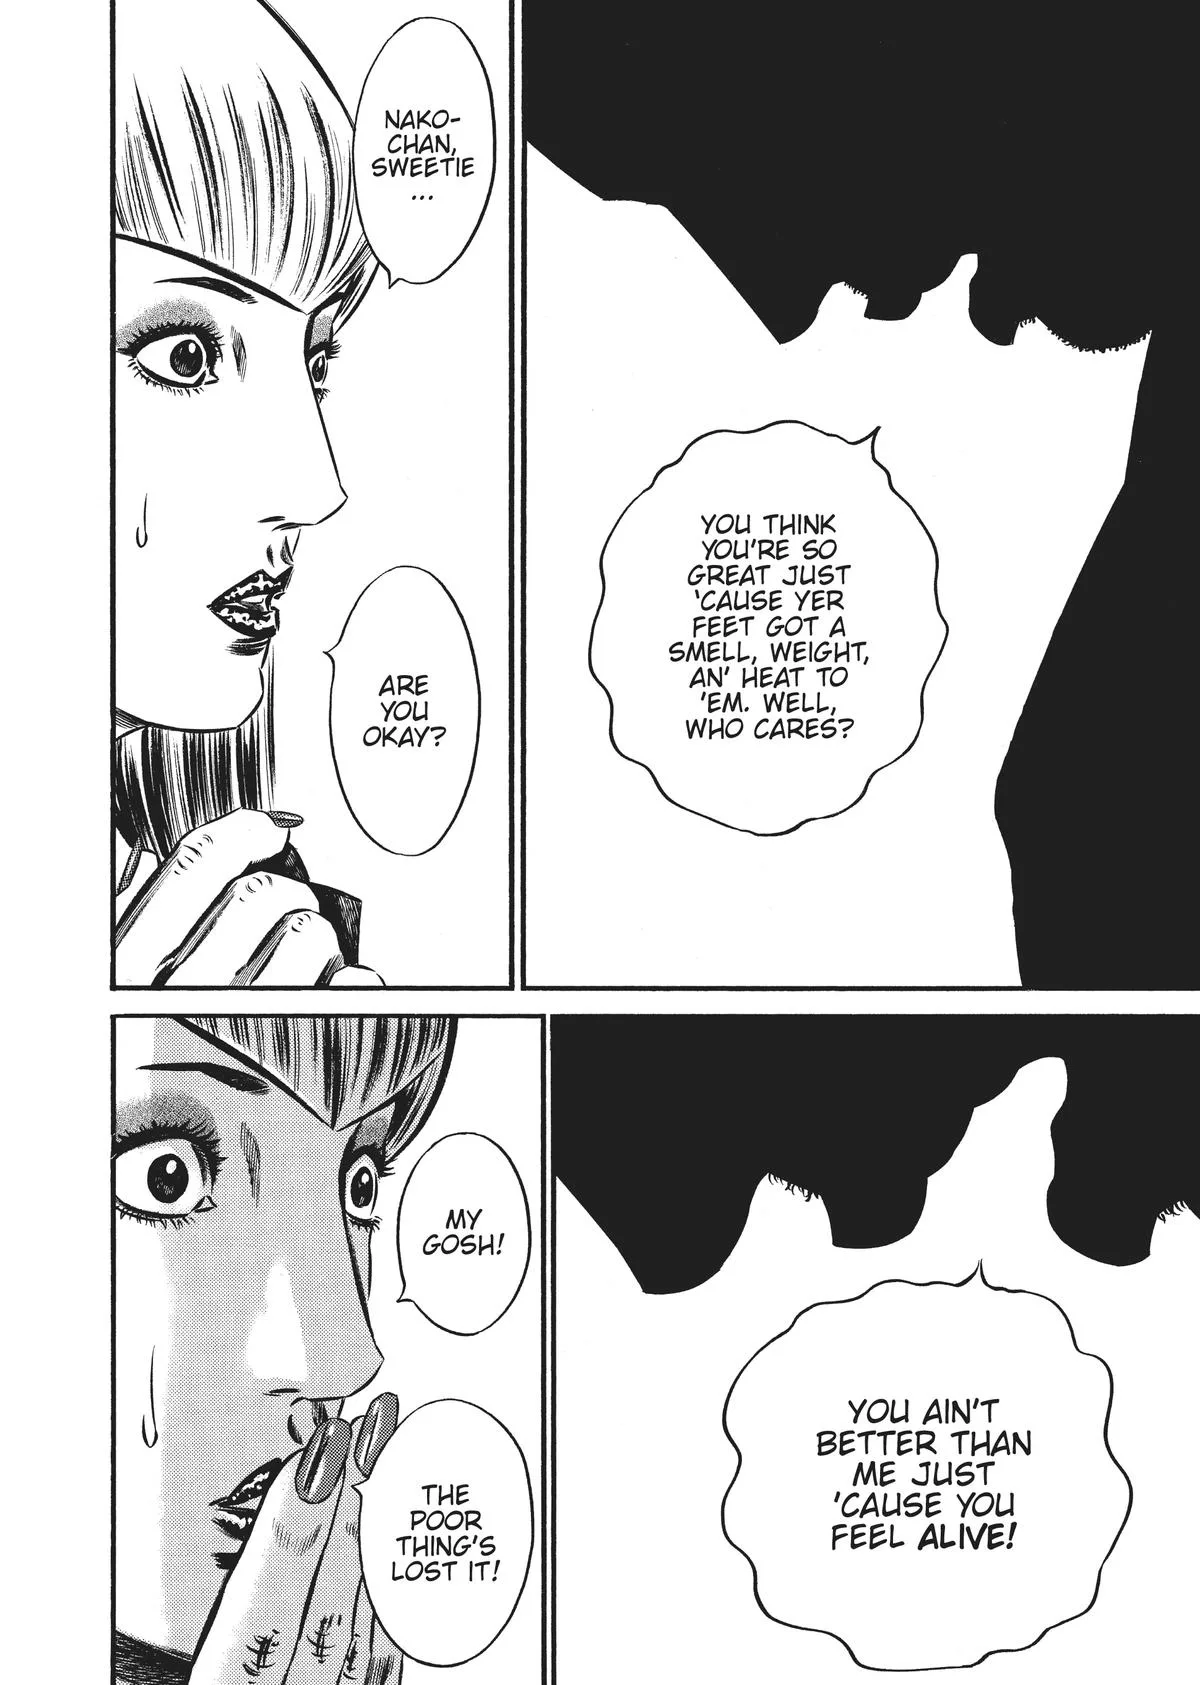 YOU THINK
YOU'RE SO
GREAT JUST
'CAUSE YER
FEET GOT A
SMELL, WEIGHT,
AN' HEAT TO
'EM. WELL,
WHO CARES?
NAKO-
CHAN,
SWEETIE
...
ARE
YOU
OKAY?
YOU AIN'T
BETTER THAN
ME JUST
'CAUSE YOU
FEEL ALIVE!
MY
GOSH!
THE
POOR
THING'S
LOST IT!